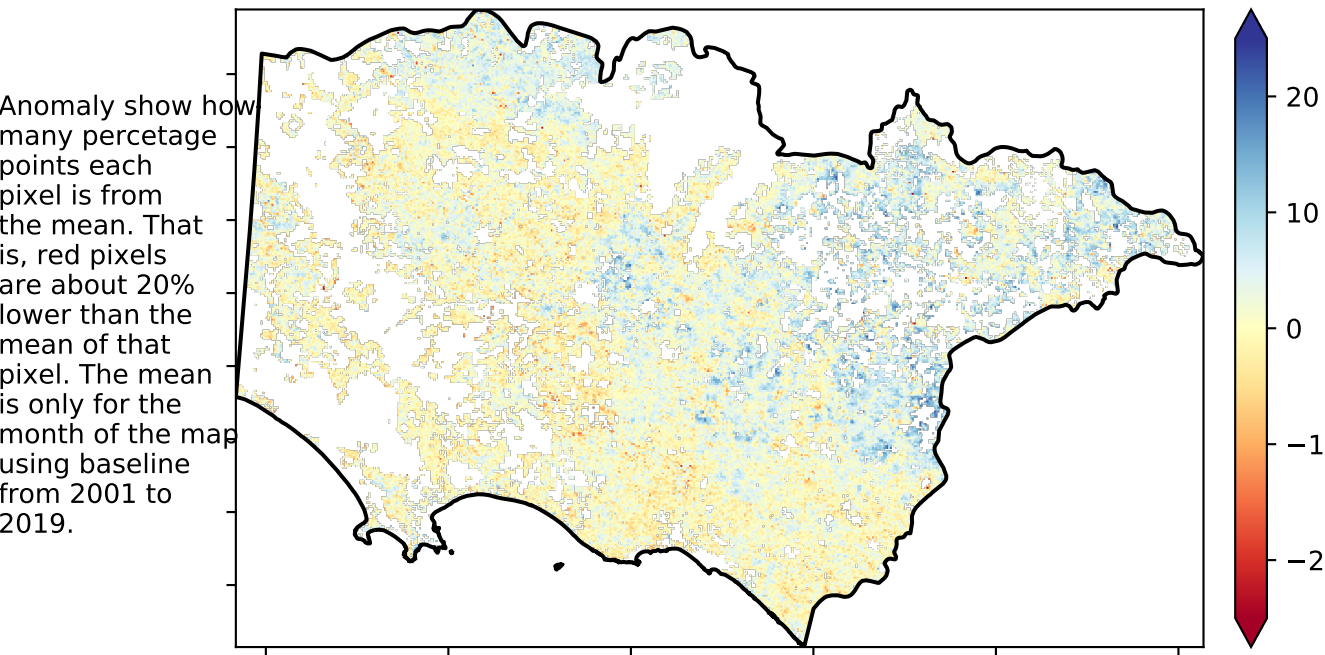 Anomaly show how
many percetage
points each
pixel is from
the mean. That
is, red pixels
are about 20%
lower than the
mean of that
pixel. The mean
is only for the
month of the map
using baseline
from 2001 to
2019.
20
10
0
−1
−2